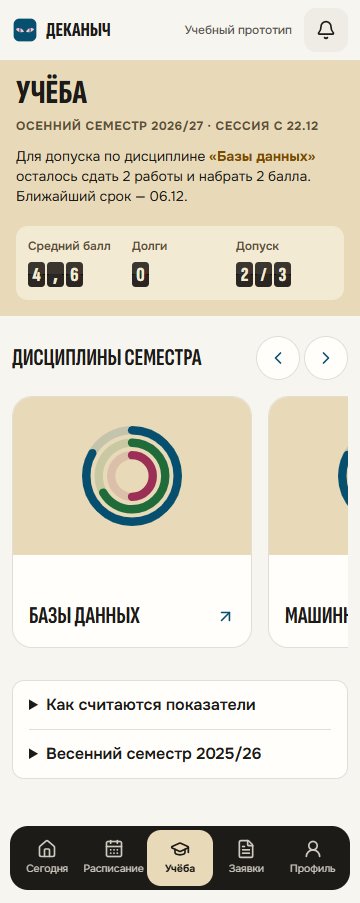 ДЕКАНЫЧ
Учебный прототип
УЧЁБА
ОСЕННИЙ СЕМЕСТР 2026/27 · СЕССИЯ С 22.12
Для допуска по дисциплине «Базы данных»
осталось сдать 2 работы и набрать 2 балла.
Ближайший срок — 06.12.
Средний балл Долги Допуск
4,6 0 2/3
ДИСЦИПЛИНЫ СЕМЕСТРА
БАЗЫ ДАННЫХ
Как считаются показатели
Весенний семестр 2025/26
Сегодня Расписание Учёба Заявки Профиль